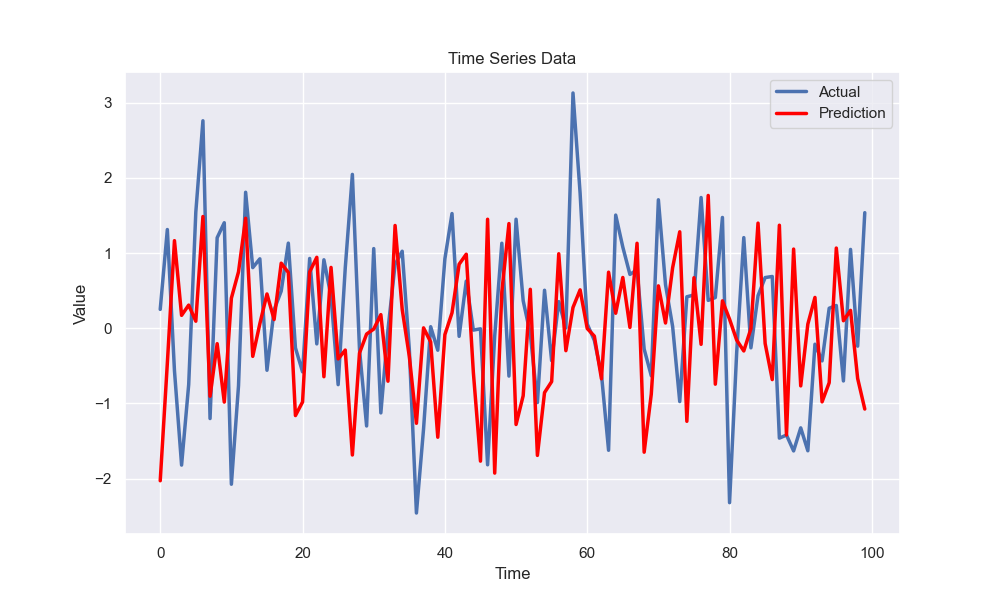 Time Series Data
Actual
Prediction
3
2
1
0
−1
−2
Value
0 20 40 60 80 100
Time